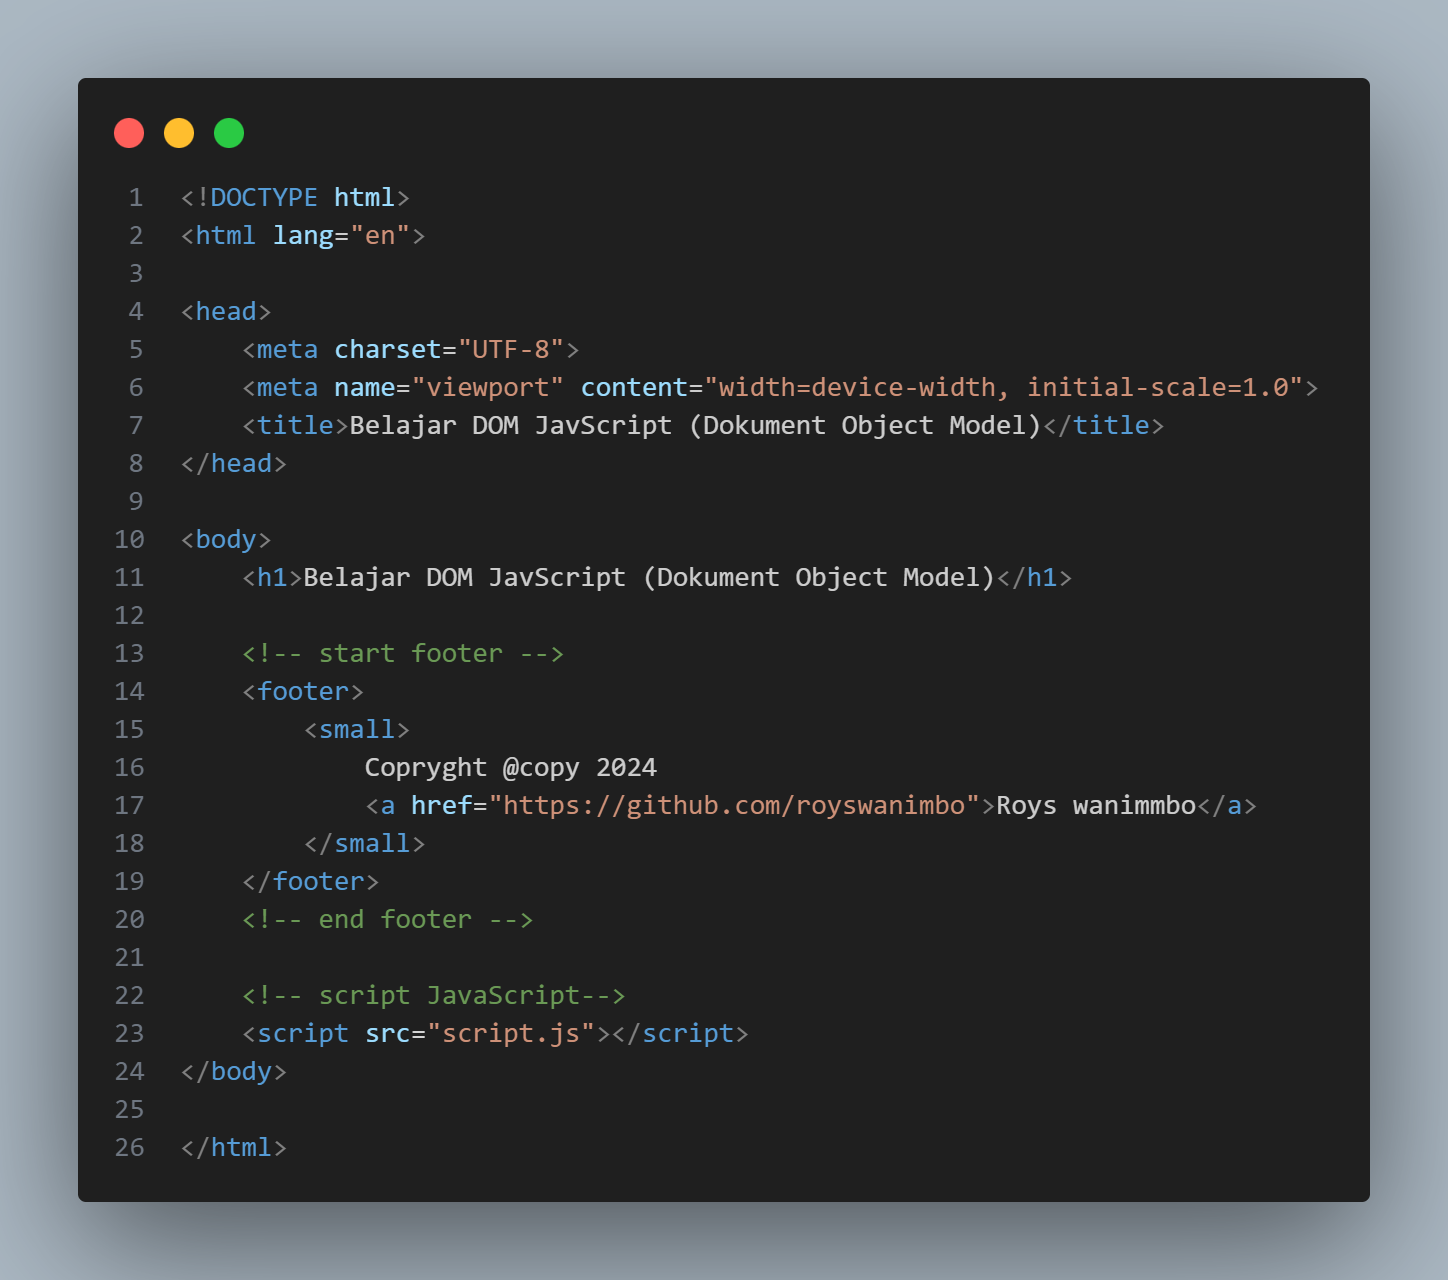 1 <!DOCTYPE html>
2 <html lang="en">
3
4 <head>
5     <meta charset="UTF-8">
6     <meta name="viewport" content="width=device-width, initial-scale=1.0">
7     <title>Belajar DOM JavScript (Dokument Object Model)</title>
8 </head>
9
10 <body>
11     <h1>Belajar DOM JavScript (Dokument Object Model)</h1>
12
13     <!-- start footer -->
14     <footer>
15         <small>
16             Copryght @copy 2024
17             <a href="https://github.com/royswanimbo">Roys wanimmbo</a>
18         </small>
19     </footer>
20     <!-- end footer -->
21
22     <!-- script JavaScript-->
23     <script src="script.js"></script>
24 </body>
25
26 </html>